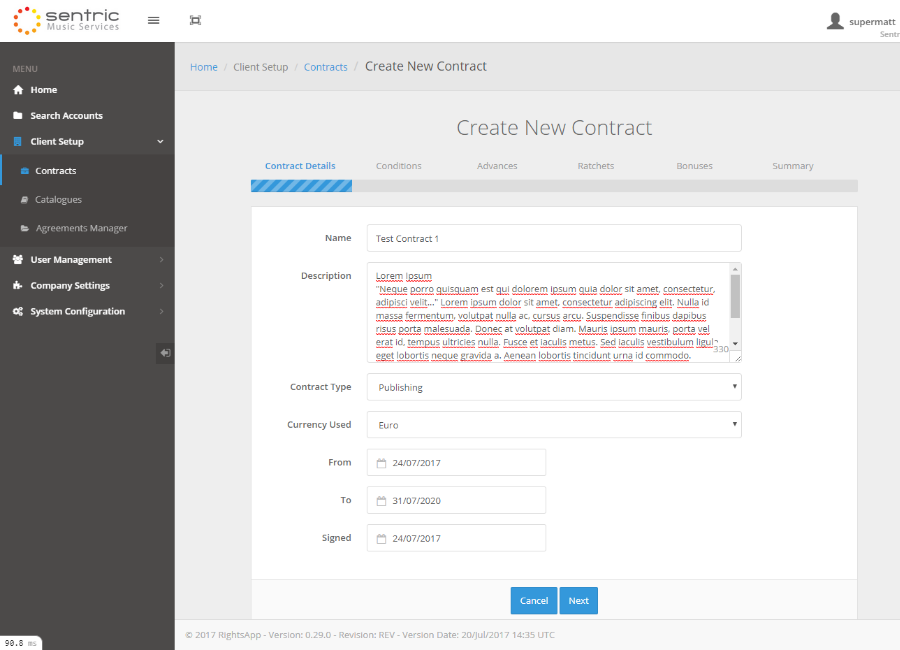 sentric
Music Services
supermatt
Sentr
MENU
Home
Search Accounts
Client Setup
Contracts
Catalogues
Agreements Manager
User Management
Company Settings
System Configuration
Home / Client Setup / Contracts / Create New Contract
Create New Contract
Contract Details Conditions Advances Ratchets Bonuses Summary
Name Test Contract 1
Description Lorem Ipsum
"Neque porro quisquam est qui dolorem ipsum quia dolor sit amet, consectetur,
adipisci velit..." Lorem ipsum dolor sit amet, consectetur adipiscing elit. Nulla id
massa fermentum, volutpat nulla ac, cursus arcu. Suspendisse finibus dapibus
risus porta malesuada. Donec at volutpat diam. Mauris ipsum mauris, porta vel
erat id, tempus ultricies nulla. Fusce et iaculis metus. Sed iaculis vestibulum ligula
eget lobortis neque gravida a. Aenean lobortis tincidunt urna id commodo.
330
Contract Type Publishing
Currency Used Euro
From 24/07/2017
To 31/07/2020
Signed 24/07/2017
Cancel Next
© 2017 RightsApp - Version: 0.29.0 - Revision: REV - Version Date: 20/Jul/2017 14:35 UTC
90.8 ms